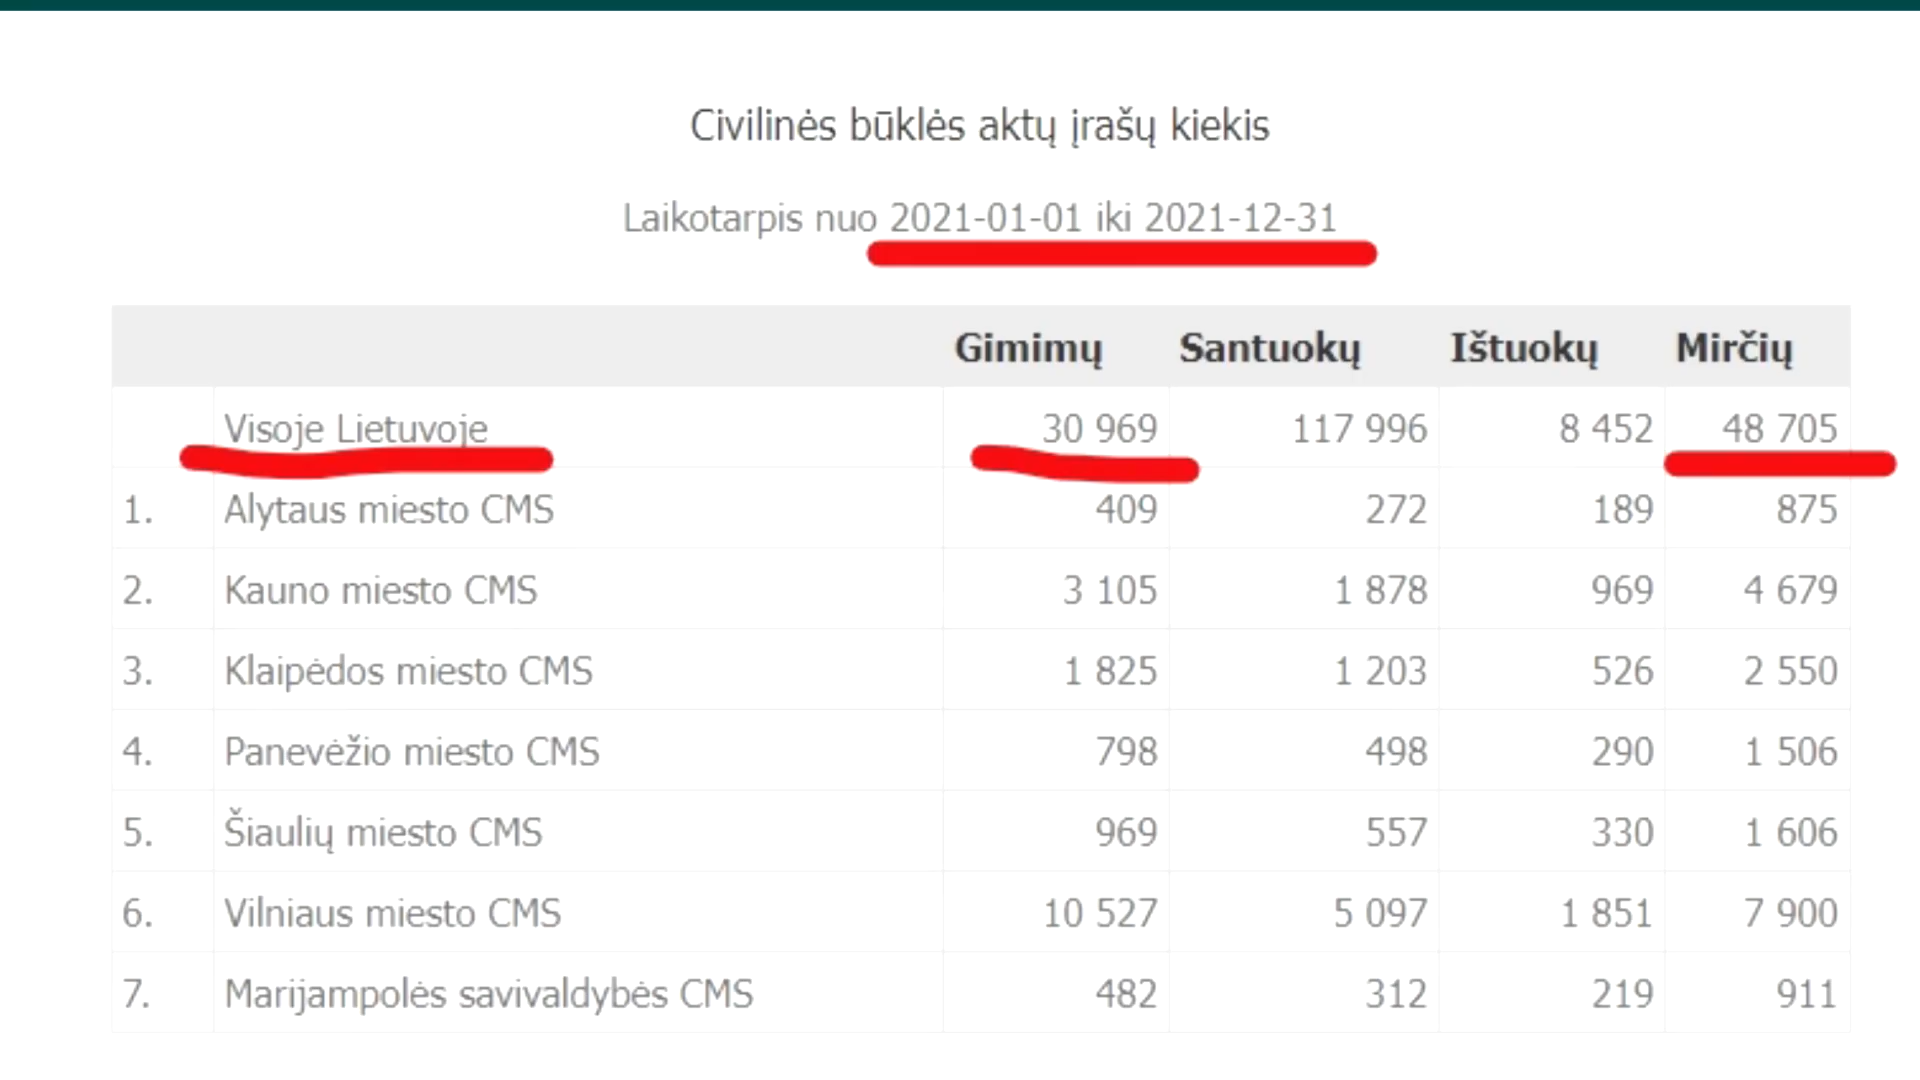 Civilinės būklės aktų įrašų kiekis
Laikotarpis nuo 2021-01-01 iki 2021-12-31
Gimimų Santuokų Ištuokų Mirčių
Visoje Lietuvoje 30 969 117 996 8 452 48 705
1. Alytaus miesto CMS 409 272 189 875
2. Kauno miesto CMS 3 105 1 878 969 4 679
3. Klaipėdos miesto CMS 1 825 1 203 526 2 550
4. Panevėžio miesto CMS 798 498 290 1 506
5. Šiaulių miesto CMS 969 557 330 1 606
6. Vilniaus miesto CMS 10 527 5 097 1 851 7 900
7. Marijampolės savivaldybės CMS 482 312 219 911